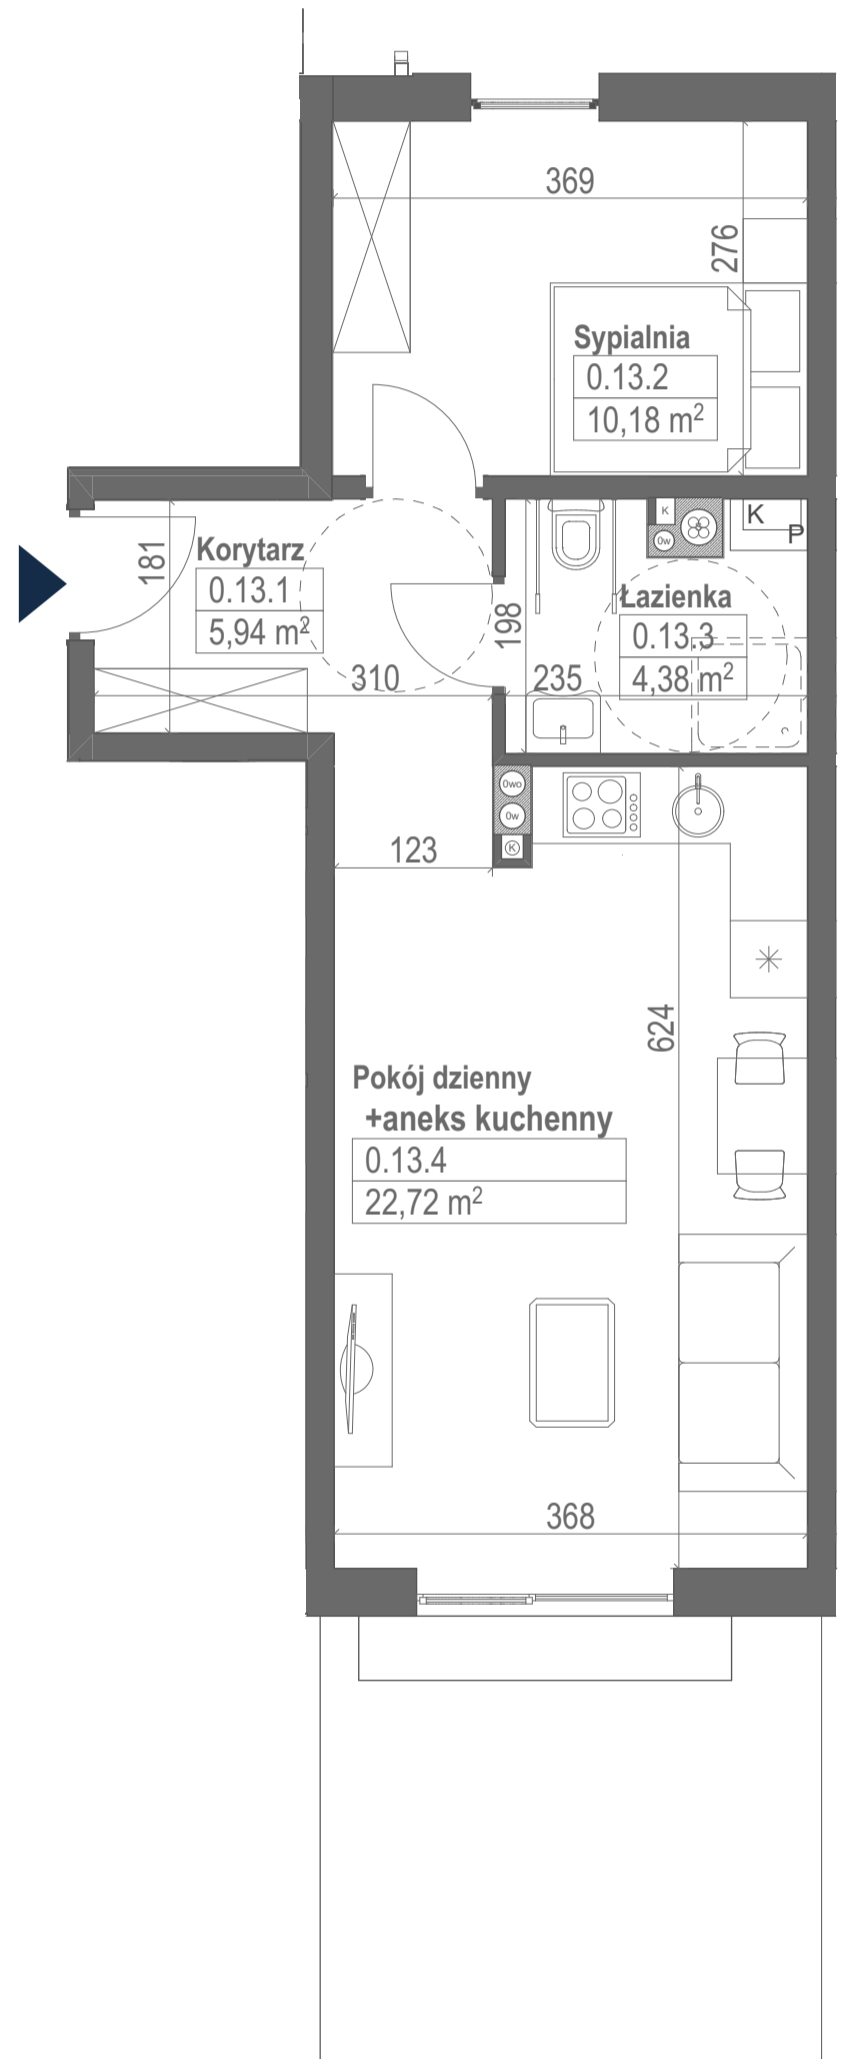 369
276
Sypialnia
0.13.2
10,18 m²
181
Korytarz
0.13.1
5,94 m²
310
198
235
K
0w
K
P
Łazienka
0.13.3
4,38 m²
0wo
0w
K
123
624
Pokój dzienny
+aneks kuchenny
0.13.4
22,72 m²
368